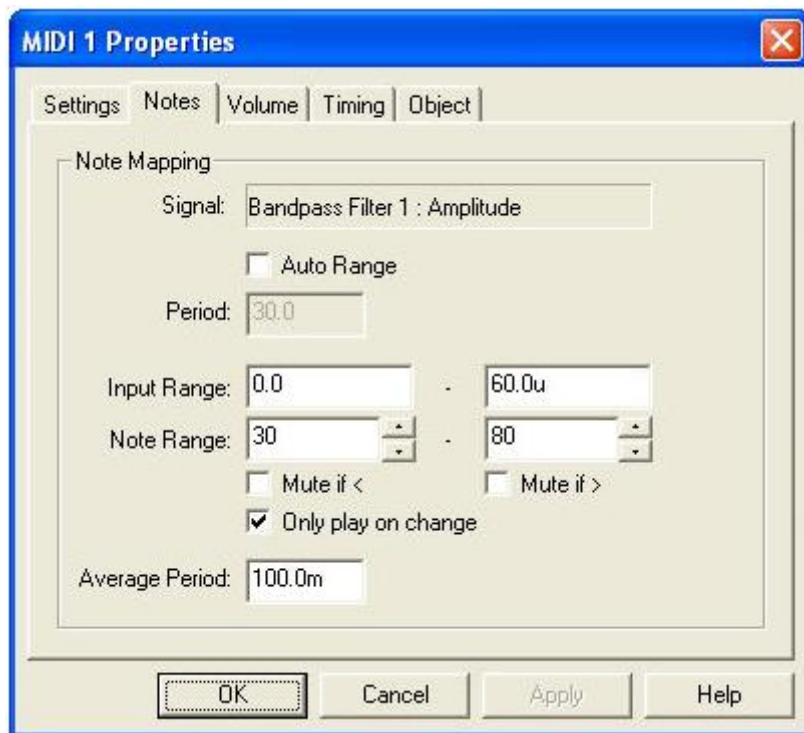 MIDI 1 Properties
Settings Notes Volume Timing Object
Note Mapping
Signal: Bandpass Filter 1 : Amplitude
Auto Range
Period: 30.0
Input Range: 0.0 - 60.0u
Note Range: 30 - 80
Mute if < Mute if >
Only play on change
Average Period: 100.0m
OK Cancel Apply Help